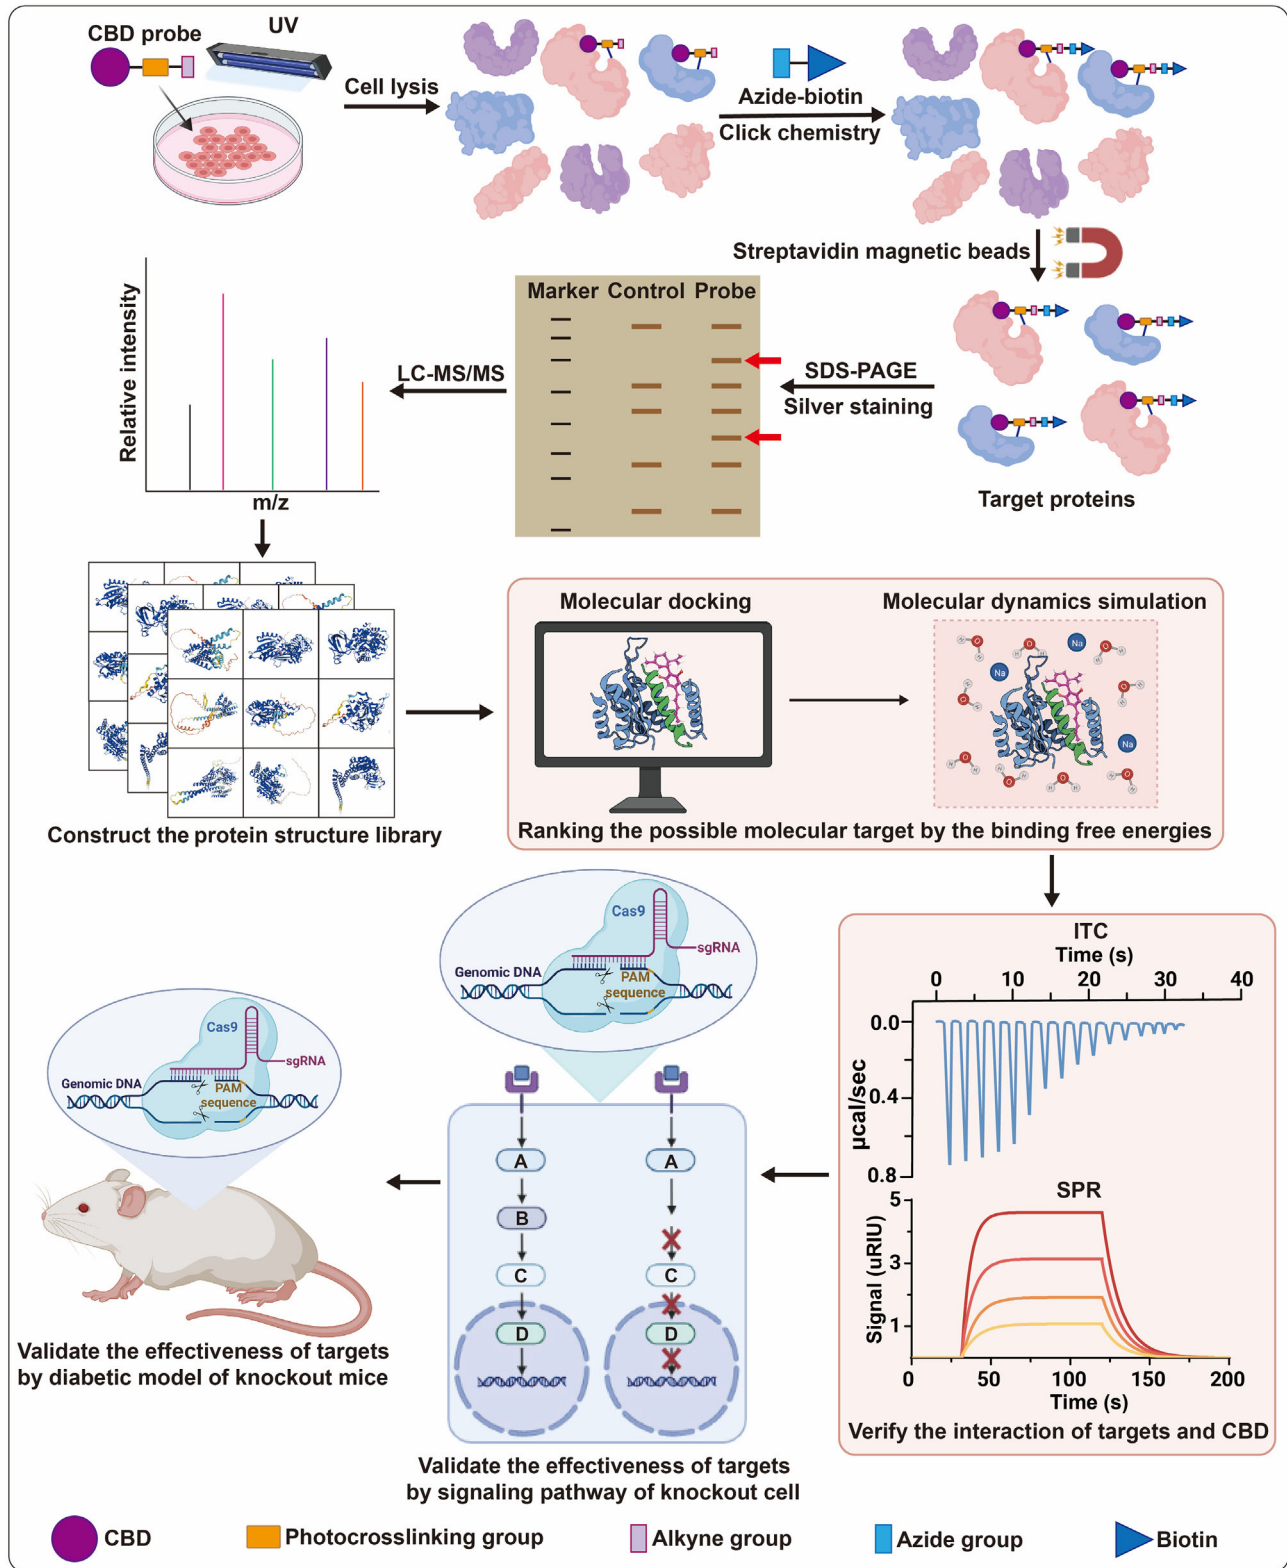 CBD probe
UV
Cell lysis
Azide-biotin
Click chemistry
Streptavidin magnetic beads
Target proteins
SDS-PAGE
Silver staining
Marker Control Probe
LC-MS/MS
Relative intensity
m/z
Construct the protein structure library
Molecular docking
Molecular dynamics simulation
Na
Na
Na
O
H
H
O
H
H
O
H
H
O
H
H
O
H
H
O
H
H
O
H
H
O
H
H
O
H
H
Ranking the possible molecular target by the binding free energies
ITC
Time (s)
0 10 20 30 40
0.0
0.4
0.8
µcal/sec
SPR
5
3
1
Signal (uRIU)
0 50 100 150 200
Time (s)
Verify the interaction of targets and CBD
Cas9
sgRNA
Genomic DNA
PAM
sequence
A
B
C
D
A
C
D
Validate the effectiveness of targets
by signaling pathway of knockout cell
Cas9
sgRNA
Genomic DNA
PAM
sequence
Validate the effectiveness of targets
by diabetic model of knockout mice
CBD
Photocrosslinking group
Alkyne group
Azide group
Biotin